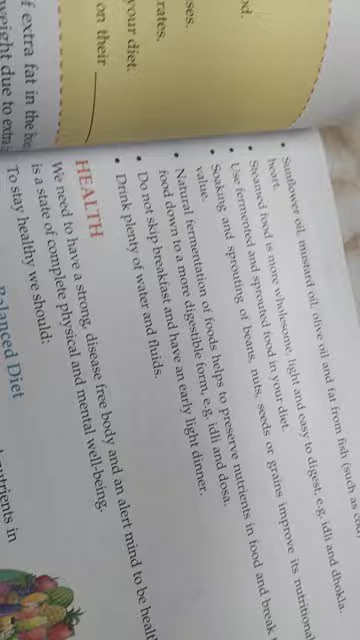 od.
ses.
rates.
your diet.
on their
f extra fat in the
weight due to extra
• Sunflower oil, mustard oil, olive oil and fat from fish (such as
heart.
• Steamed food is more wholesome, light and easy to digest, e.g. idli and dhokla.
• Use fermented and sprouted food in your diet.
• Soaking and sprouting of beans, nuts, seeds or grains improve its nutritional
value.
• Natural fermentation of foods helps to preserve nutrients in food and break
food down to a more digestible form, e.g. idli and dosa.
• Do not skip breakfast and have an early light dinner.
• Drink plenty of water and fluids.
HEALTH
We need to have a strong, disease free body and an alert mind to be healt
is a state of complete physical and mental well-being.
To stay healthy we should:
Balanced Diet
nutrients in